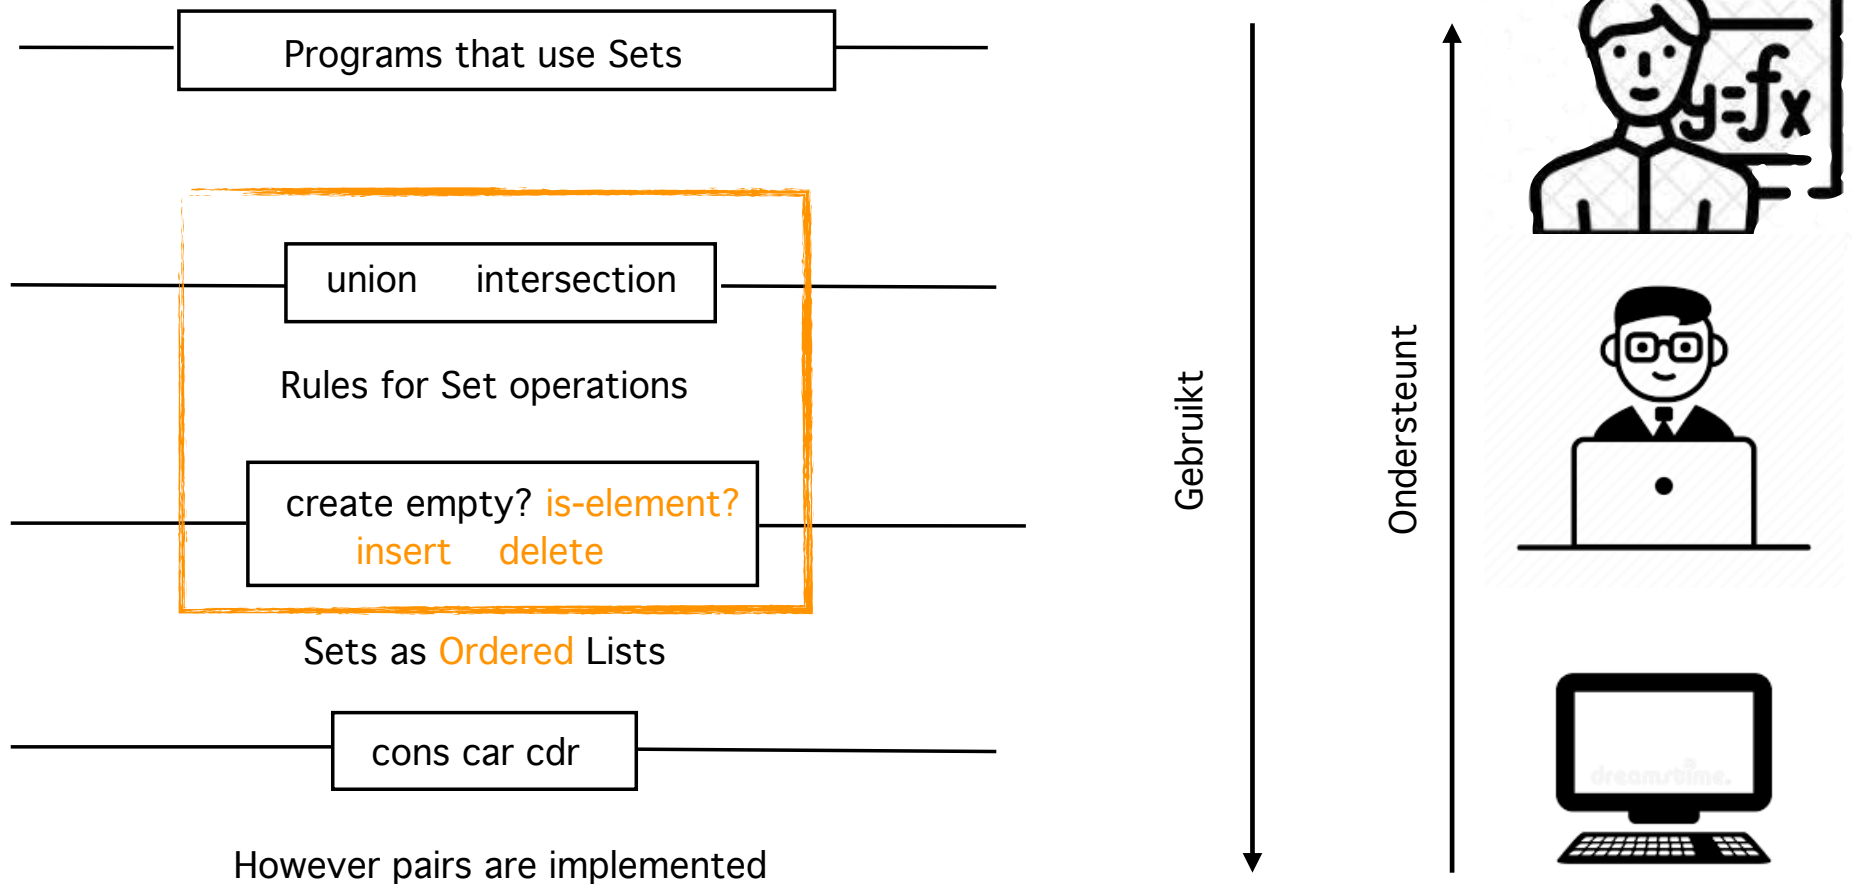 Programs that use Sets
y=fx
union intersection
Rules for Set operations
create empty? is-element?
insert delete
Sets as Ordered Lists
cons car cdr
However pairs are implemented
Gebruikt
Ondersteunt
dreamstime.